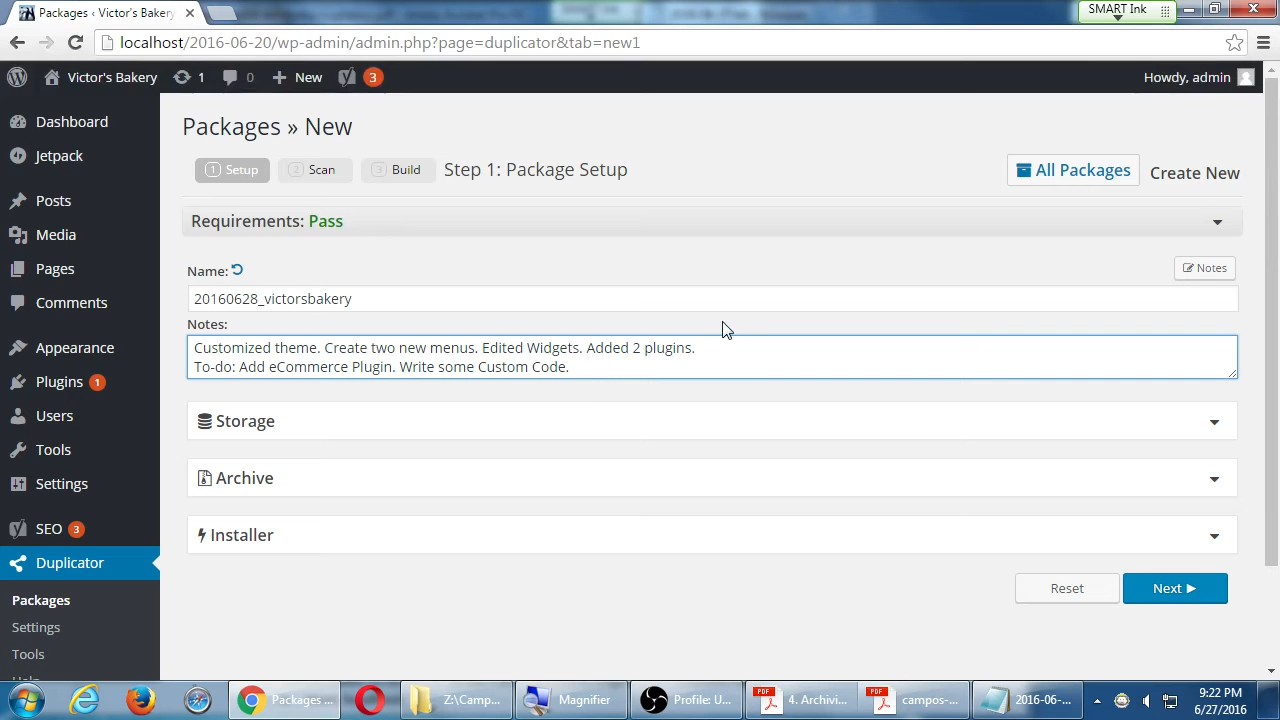 Packages ‹ Victor's Bakery
SMART Ink
localhost/2016-06-20/wp-admin/admin.php?page=duplicator&tab=new1
Victor's Bakery
1
0
New
3
Howdy, admin
Dashboard
Jetpack
Posts
Media
Pages
Comments
Appearance
Plugins 1
Users
Tools
Settings
SEO 3
Duplicator
Packages
Settings
Tools
Help
Packages » New
1 Setup
2 Scan
3 Build
Step 1: Package Setup
All Packages
Create New
Requirements: Pass
Name:
Notes
20160628_victorsbakery
Notes:
Customized theme. Create two new menus. Edited Widgets. Added 2 plugins.
To-do: Add eCommerce Plugin. Write some Custom Code.
Storage
Archive
Installer
Reset
Next
Packages ...
Z:\Camp...
Magnifier
Profile: U...
PDF
4. Archivi...
PDF
campos-...
2016-06-...
9:22 PM
6/27/2016